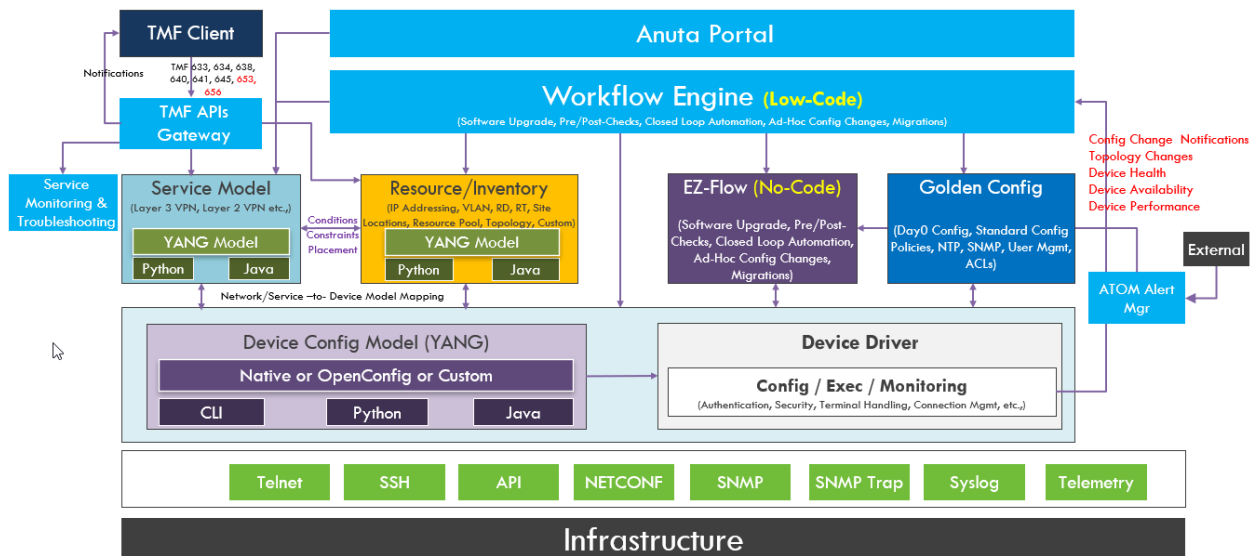 TMF Client
Anuta Portal
Notifications
TMF 633, 634, 638,
640, 641, 645, 653,
656
TMF APIs
Gateway
Workflow Engine (Low-Code)
(Software Upgrade, Pre/Post-Checks, Closed Loop Automation, Ad-Hoc Config Changes, Migrations)
Config Change Notifications
Topology Changes
Device Health
Device Availability
Device Performance
Service
Monitoring &
Troubleshooting
Service Model
(Layer 3 VPN, Layer 2 VPN etc.,)
YANG Model
Python
Java
Conditions
Constraints
Placement
Resource/Inventory
(IP Addressing, VLAN, RD, RT, Site
Locations, Resource Pool, Topology, Custom)
YANG Model
Python
Java
EZ-Flow (No-Code)
(Software Upgrade, Pre/Post-
Checks, Closed Loop Automation,
Ad-Hoc Config Changes,
Migrations)
Golden Config
(Day0 Config, Standard Config
Policies, NTP, SNMP, User Mgmt,
ACLs)
External
ATOM Alert
Mgr
Network/Service –to- Device Model Mapping
Device Config Model (YANG)
Native or OpenConfig or Custom
CLI
Python
Java
Device Driver
Config / Exec / Monitoring
(Authentication, Security, Terminal Handling, Connection Mgmt, etc.,)
Telnet
SSH
API
NETCONF
SNMP
SNMP Trap
Syslog
Telemetry
Infrastructure